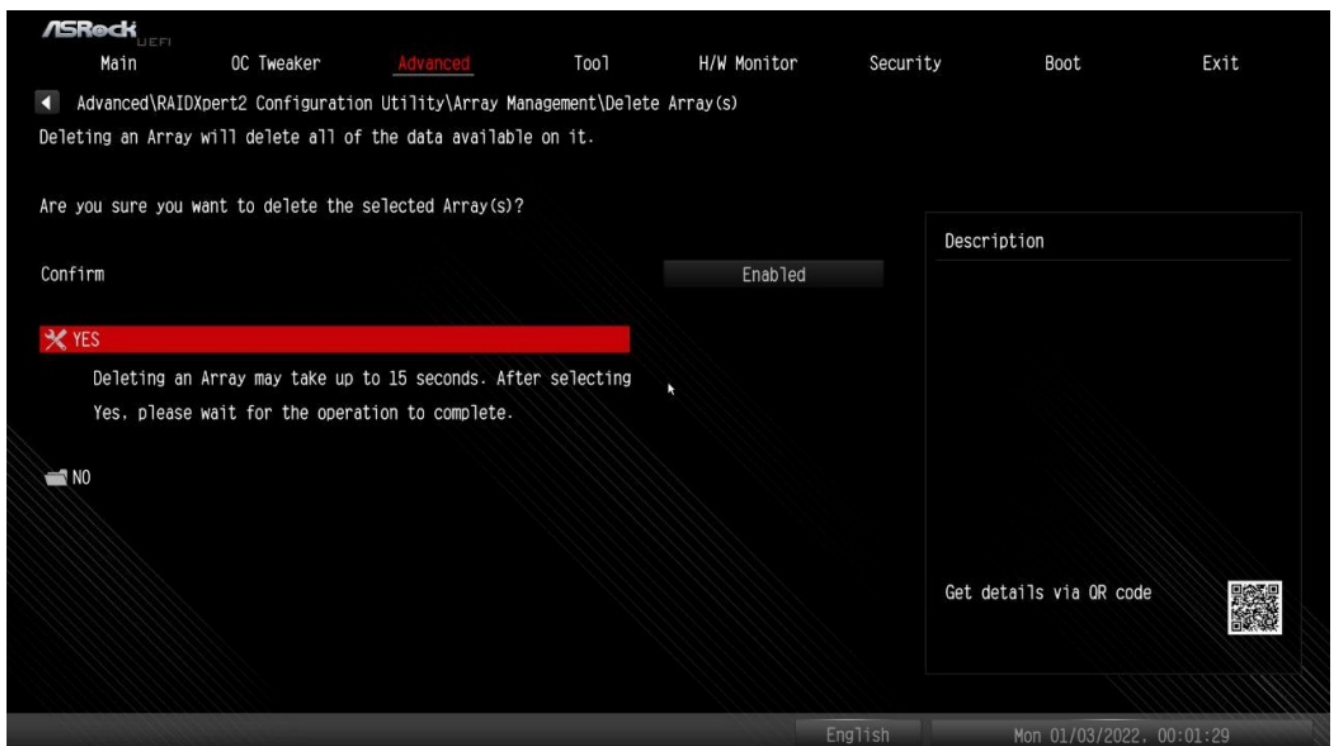 ASRock
UEFI
Main OC Tweaker Advanced Tool H/W Monitor Security Boot Exit
Advanced\RAIDXpert2 Configuration Utility\Array Management\Delete Array(s)
Deleting an Array will delete all of the data available on it.
Are you sure you want to delete the selected Array(s)?
Description
Confirm Enabled
YES
Deleting an Array may take up to 15 seconds. After selecting
Yes, please wait for the operation to complete.
NO
Get details via QR code
English Mon 01/03/2022, 00:01:29